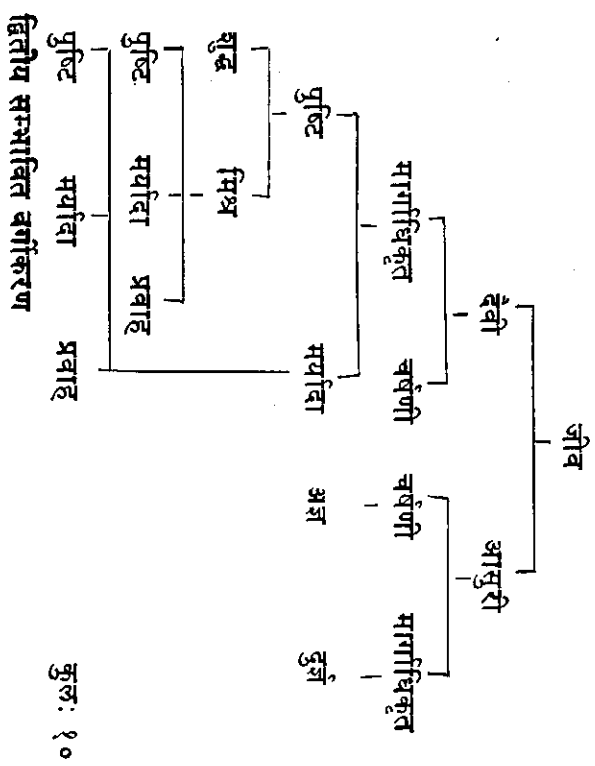 जीव
दैवी आसुरी
मार्गाधिकृत चर्षणी चर्षणी मार्गाधिकृत
पुष्टि मर्यादा अज्ञ दुर्ज्ञ
शुद्ध मिश्र
पुष्टि मर्यादा प्रवाह
पुष्टि मर्यादा प्रवाह कुल: १०
द्वितीय सम्भावित वर्गीकरण